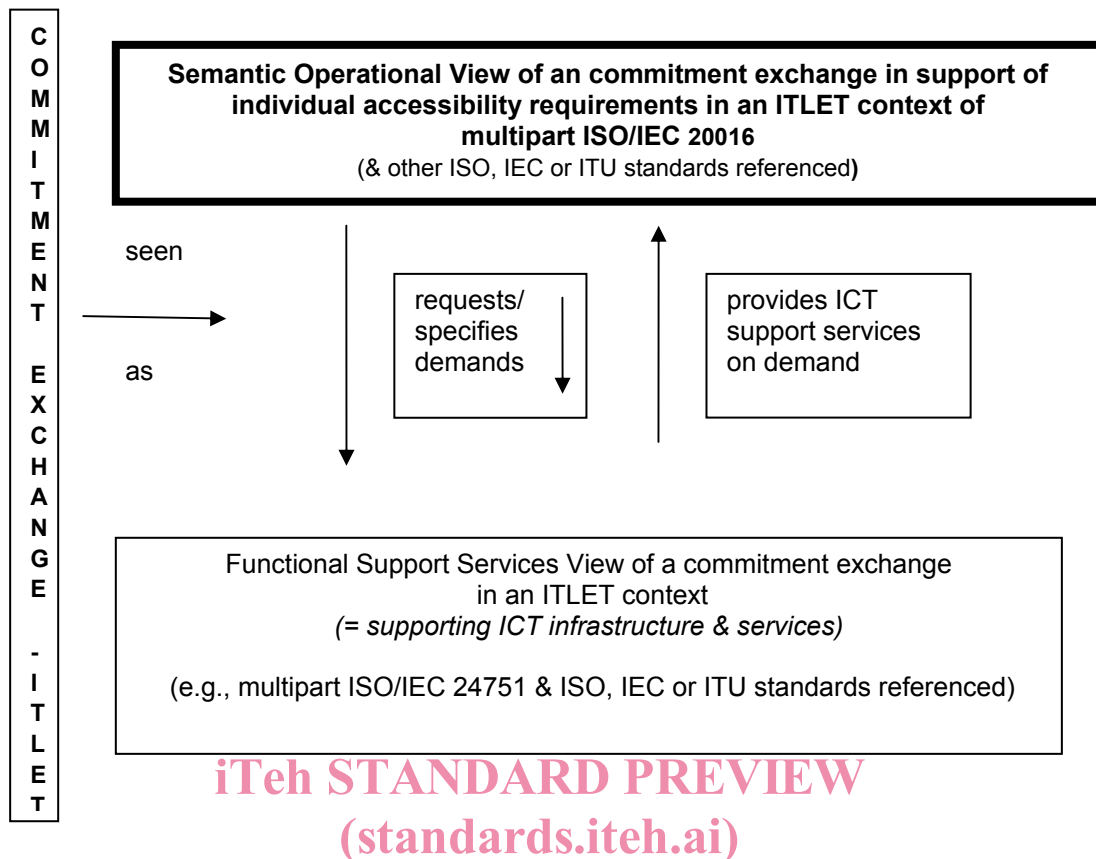 COMMITMENT EXCHANGE -ITLET
Semantic Operational View of an commitment exchange in support of
individual accessibility requirements in an ITLET context of
multipart ISO/IEC 20016
(& other ISO, IEC or ITU standards referenced)
seen
as
requests/
specifies
demands
provides ICT
support services
on demand
Functional Support Services View of a commitment exchange
in an ITLET context
(= supporting ICT infrastructure & services)
(e.g., multipart ISO/IEC 24751 & ISO, IEC or ITU standards referenced)
iTeh STANDARD PREVIEW
(standards.iteh.ai)